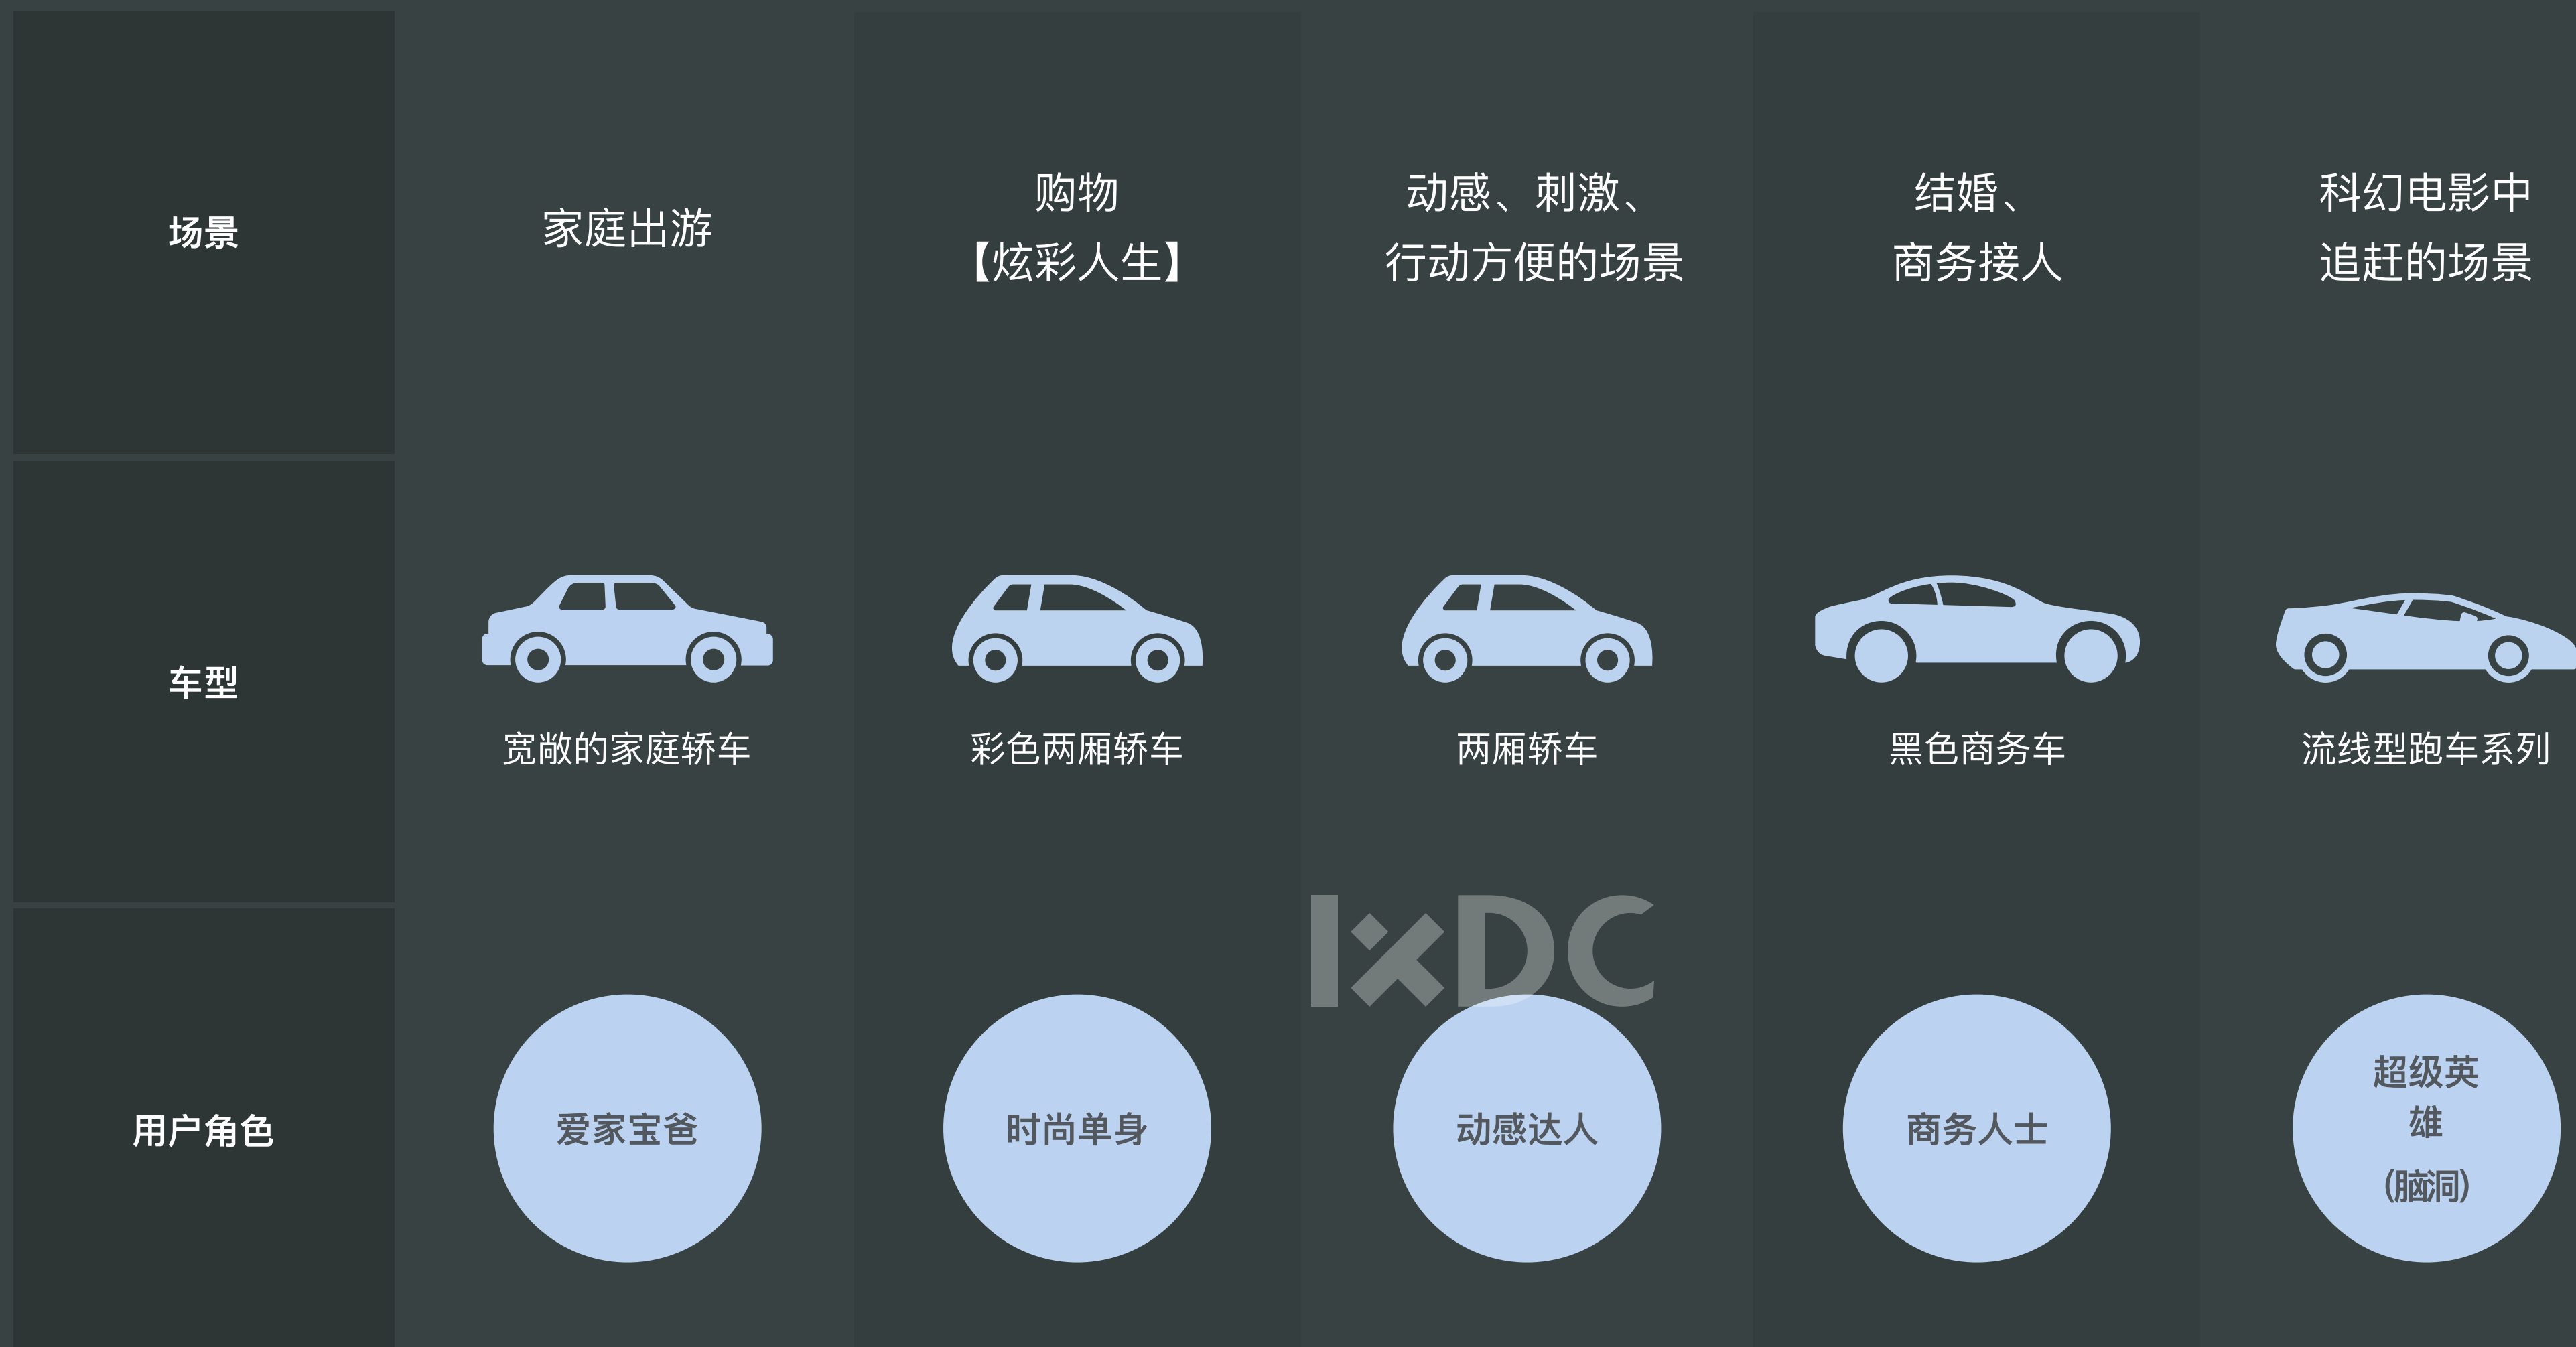 场景
家庭出游
购物
【炫彩人生】
动感、刺激、
行动方便的场景
结婚、
商务接人
科幻电影中
追赶的场景
车型
宽敞的家庭轿车
彩色两厢轿车
两厢轿车
黑色商务车
流线型跑车系列
IXDC
用户角色
爱家宝爸
时尚单身
动感达人
商务人士
超级英
雄
(脑洞)